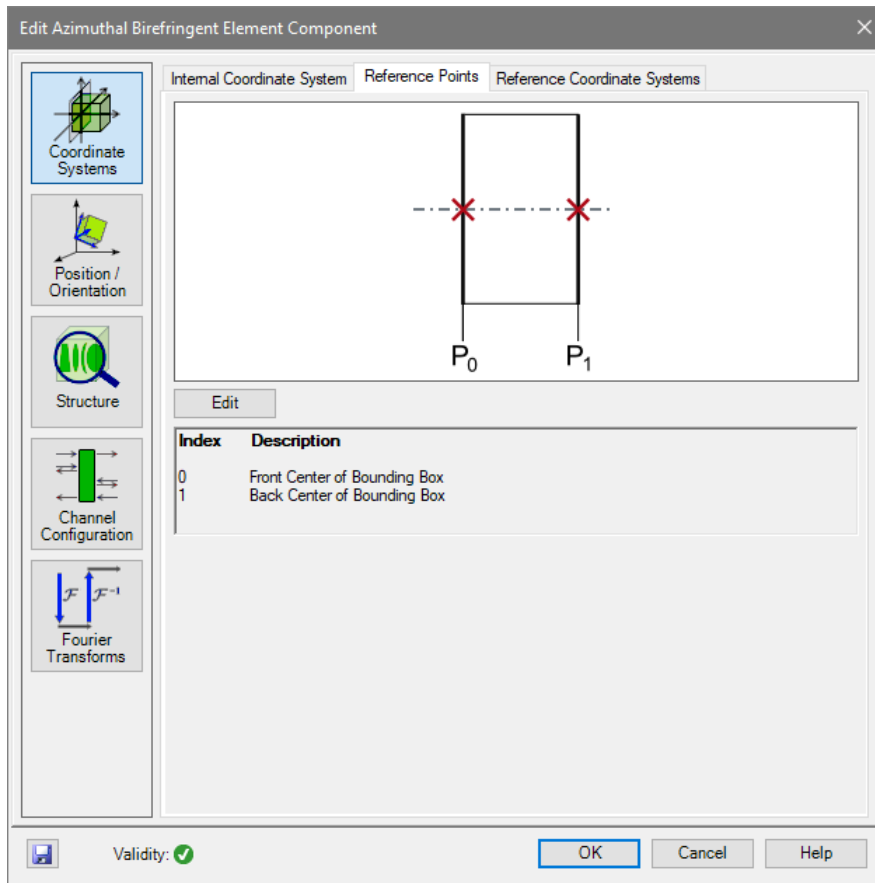 Edit Azimuthal Birefringent Element Component
Coordinate
Systems
Position /
Orientation
Structure
Channel
Configuration
ℱ ℱ⁻¹
Fourier
Transforms
Internal Coordinate System Reference Points Reference Coordinate Systems
P₀ P₁
Edit
Index Description
0 Front Center of Bounding Box
1 Back Center of Bounding Box
Validity: OK Cancel Help